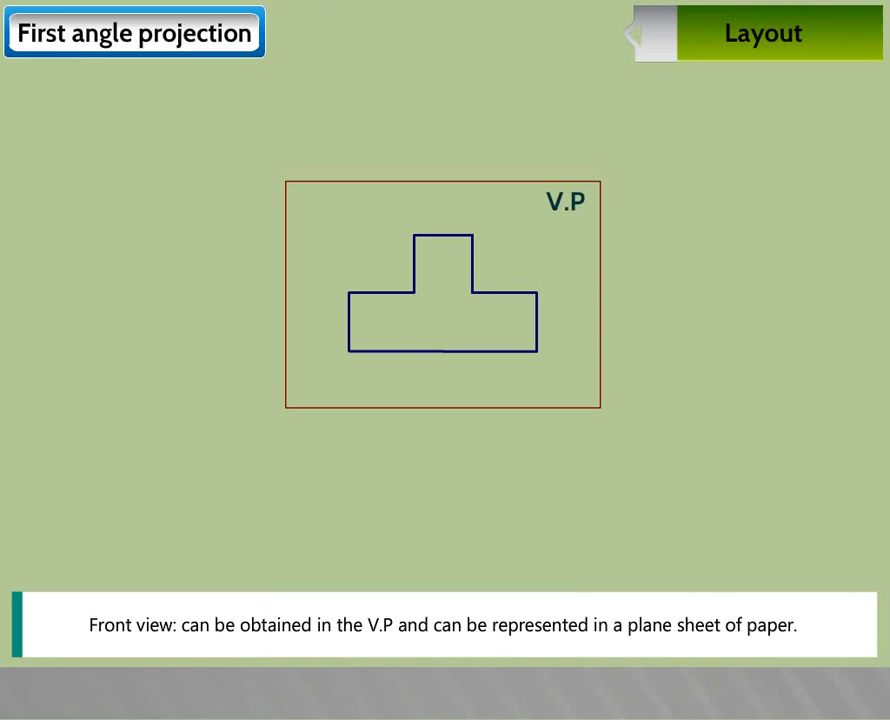 First angle projection
Layout
V.P
Front view: can be obtained in the V.P and can be represented in a plane sheet of paper.